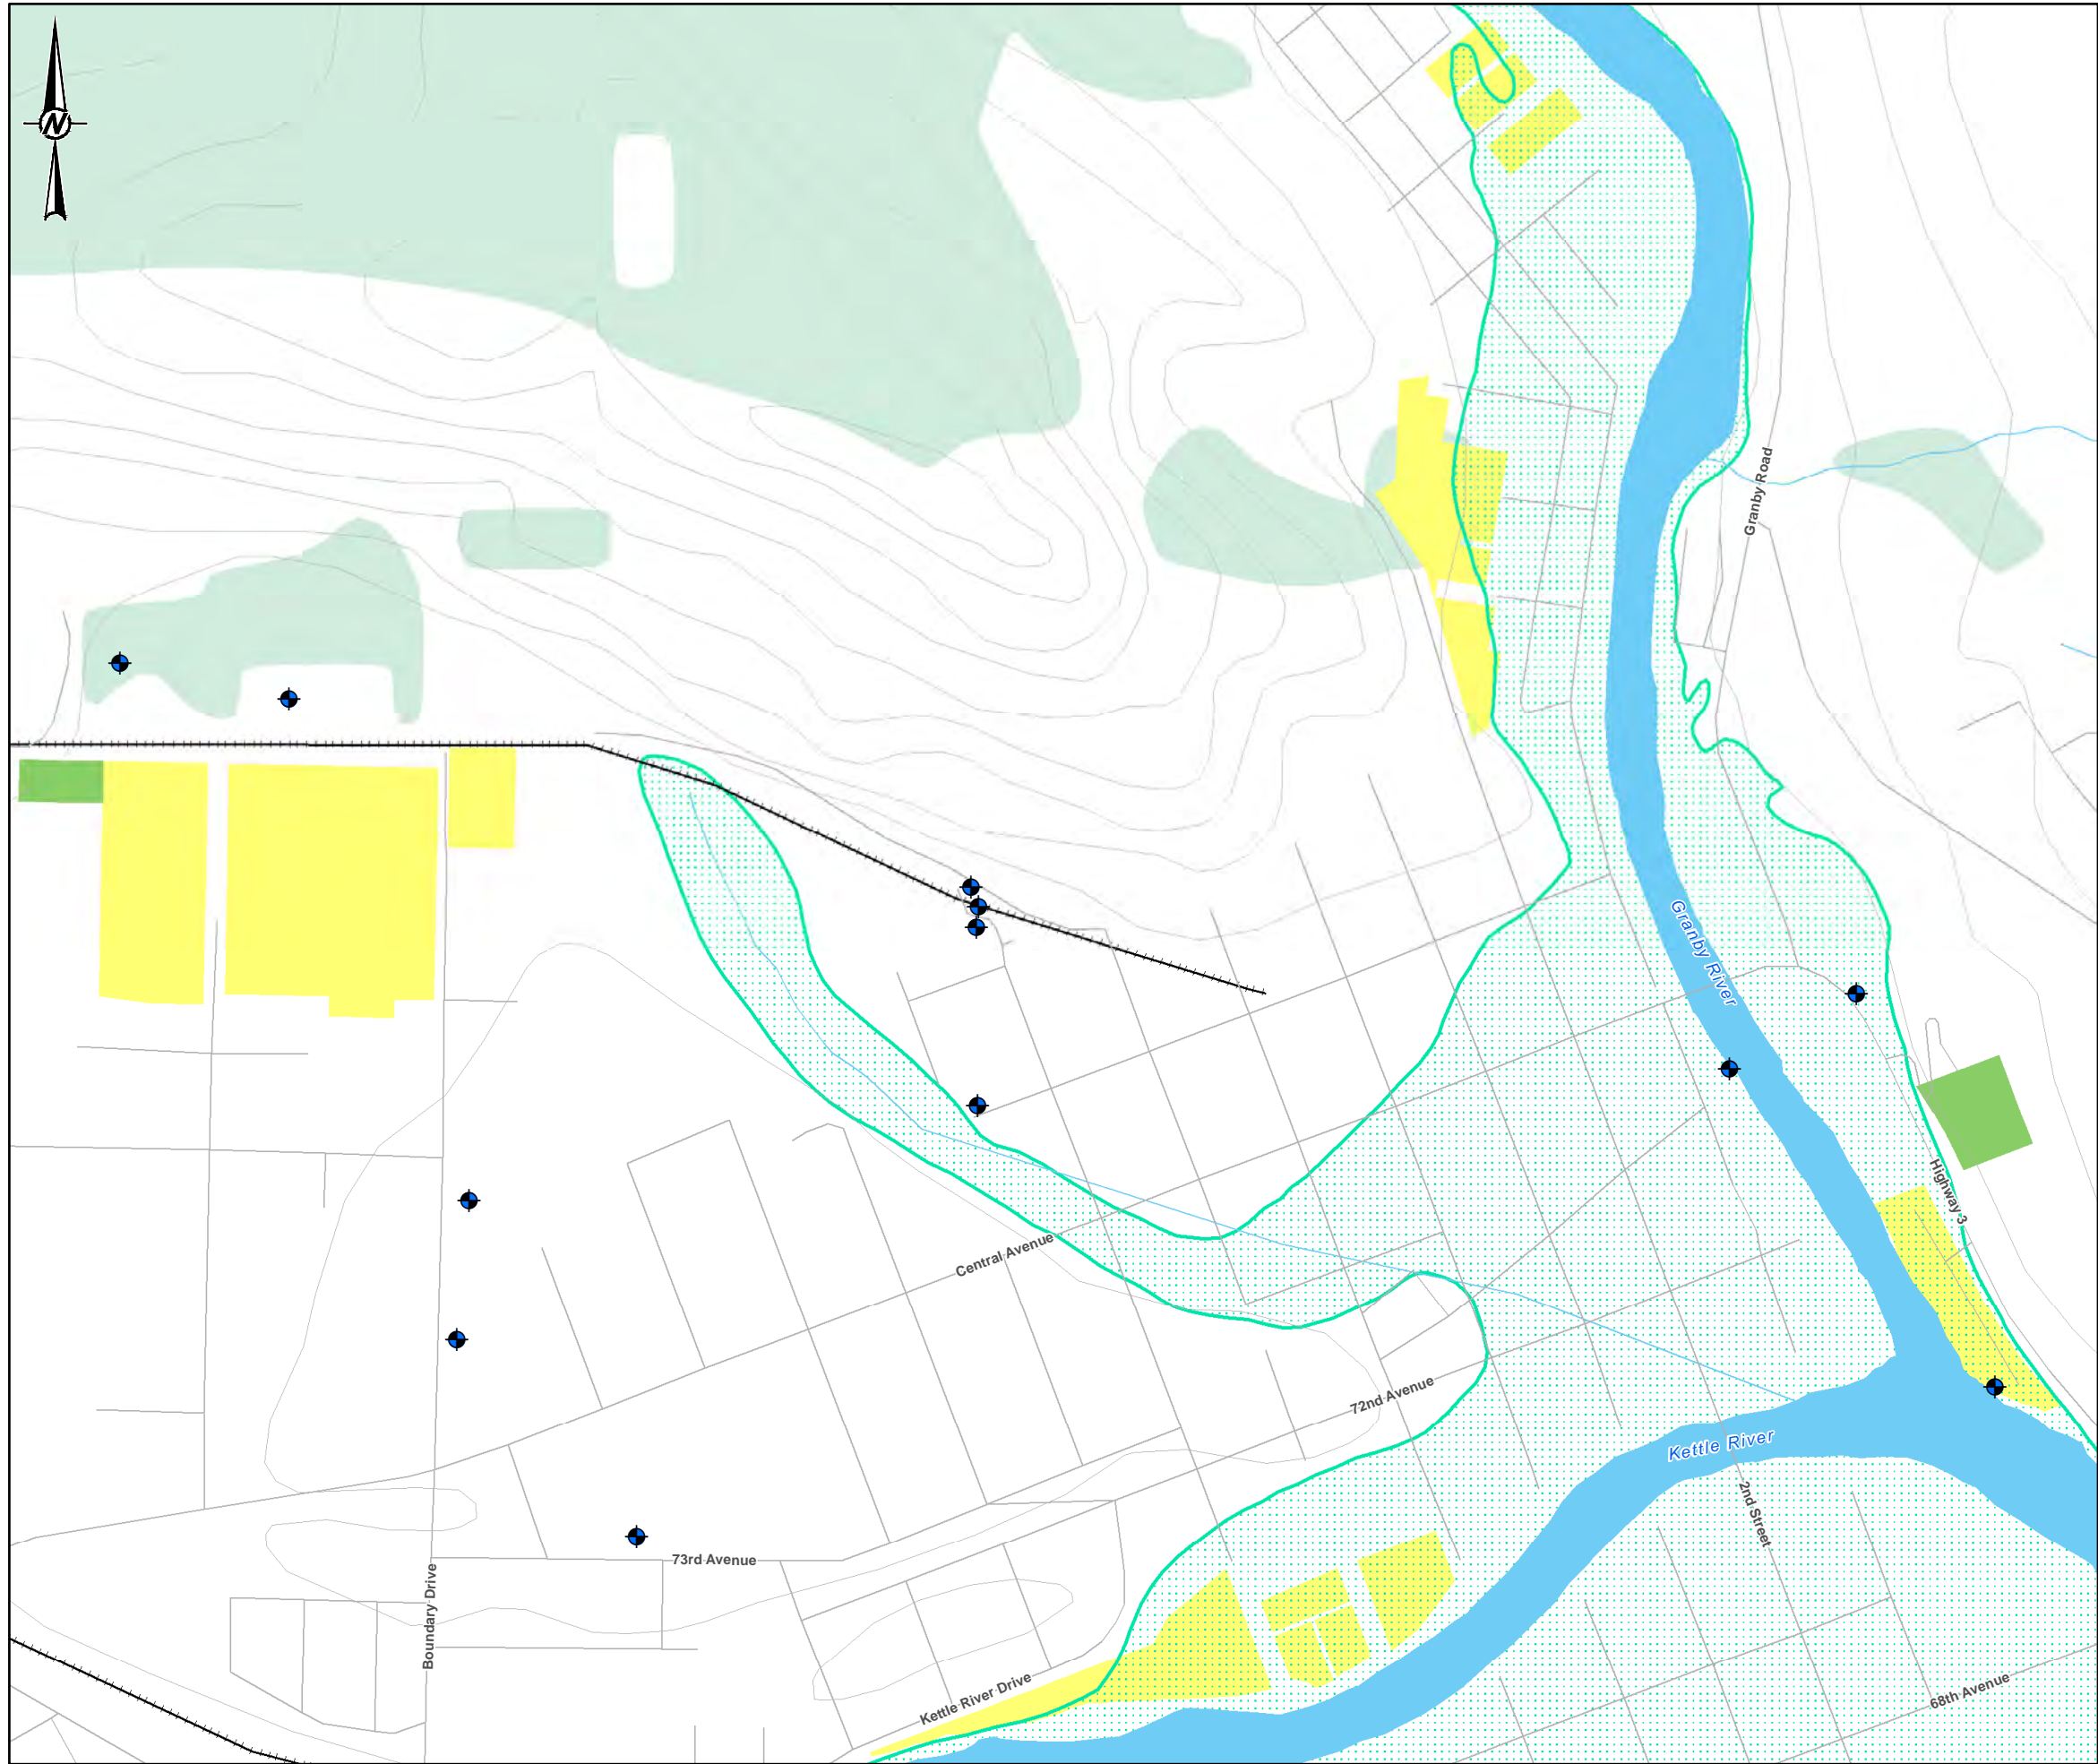 N
Granby Road
Granby River
Highway 3
Central Avenue
72nd Avenue
Kettle River
2nd Street
73rd Avenue
Boundary Drive
Kettle River Drive
68th Avenue